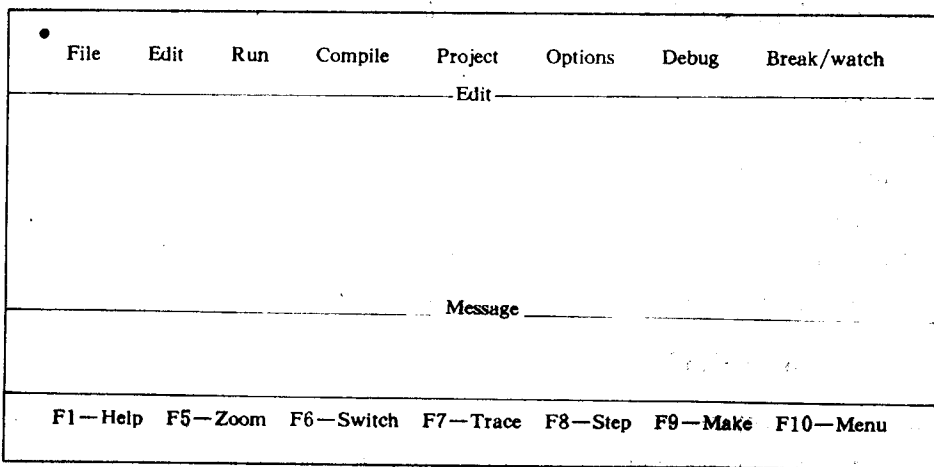 File Edit Run Compile Project Options Debug Break/watch
Edit
Message
F1—Help F5—Zoom F6—Switch F7—Trace F8—Step F9—Make F10—Menu